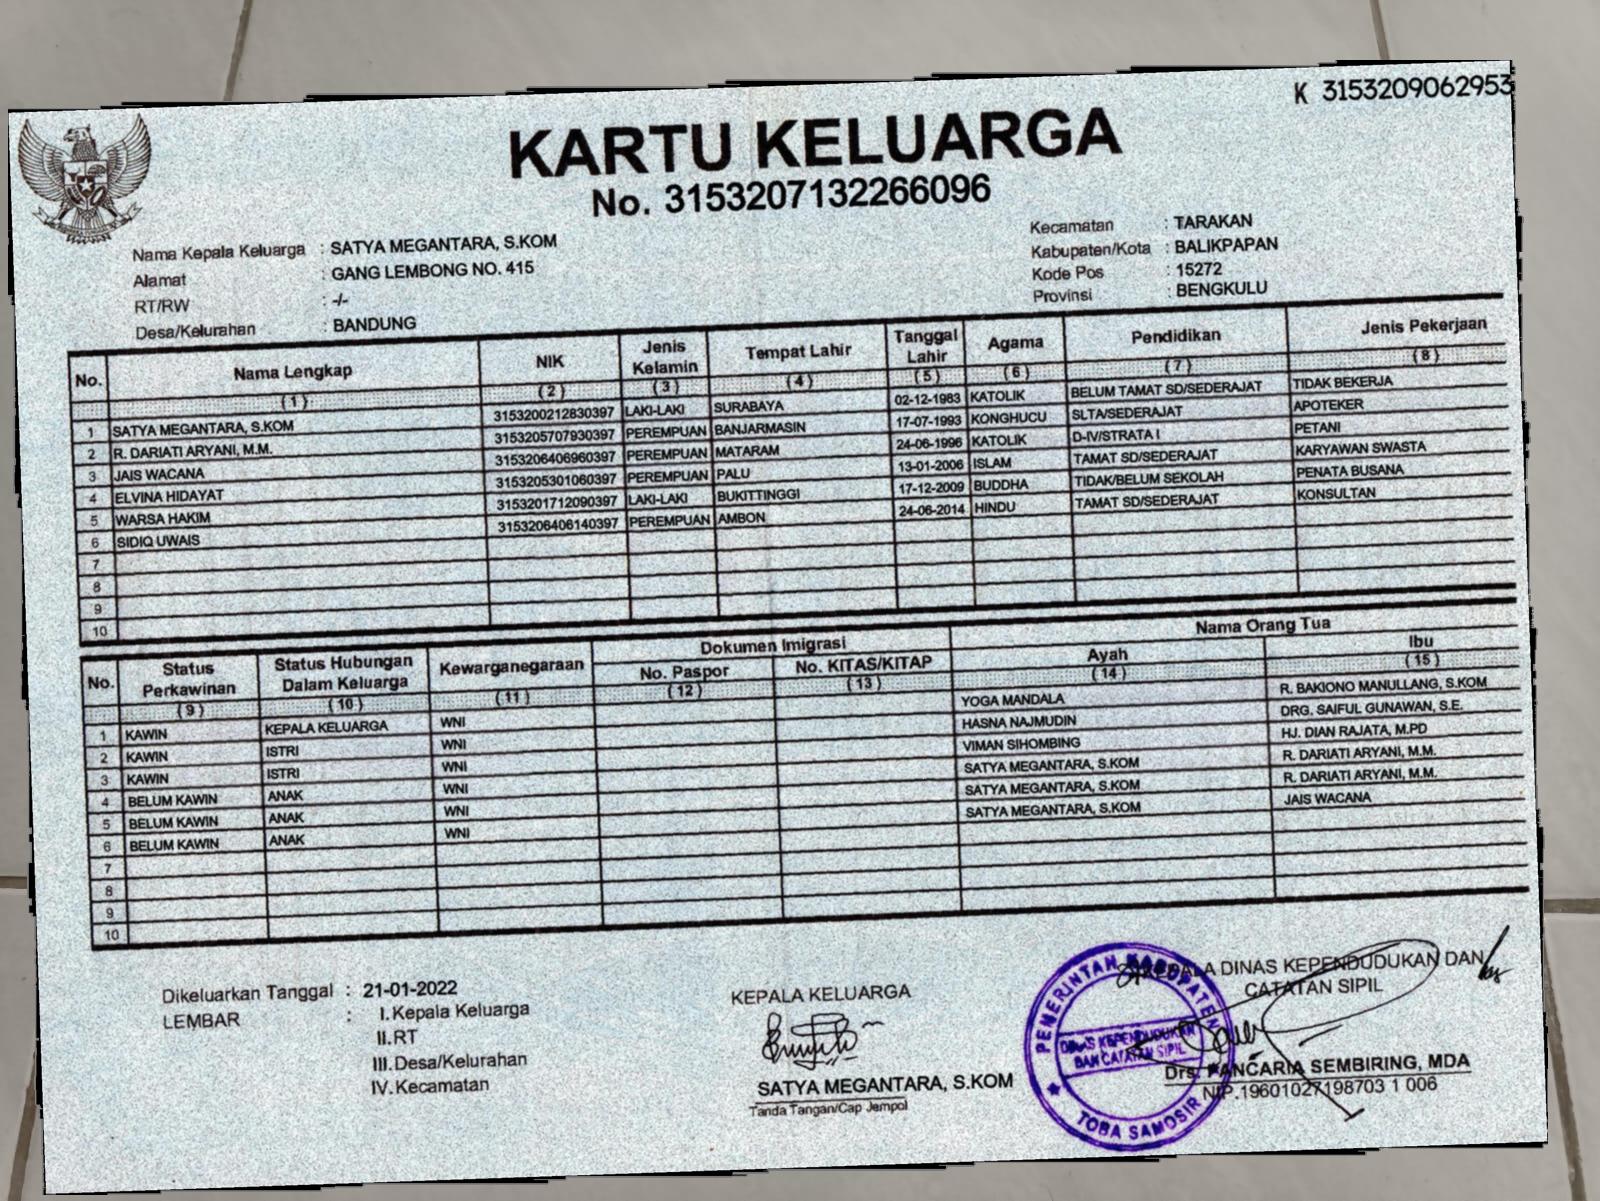 K 3153209062953
KARTU KELUARGA
No. 3153207132266096
Nama Kepala Keluarga : SATYA MEGANTARA, S.KOM
Alamat : GANG LEMBONG NO. 415
RT/RW : -/-
Desa/Kelurahan : BANDUNG
Kecamatan : TARAKAN
Kabupaten/Kota : BALIKPAPAN
Kode Pos : 15272
Provinsi : BENGKULU
No. Nama Lengkap NIK Jenis Kelamin Tempat Lahir Tanggal Lahir Agama Pendidikan Jenis Pekerjaan
(1) (2) (3) (4) (5) (6) (7) (8)
1 SATYA MEGANTARA, S.KOM 3153200212830397 LAKI-LAKI SURABAYA 02-12-1983 KATOLIK BELUM TAMAT SD/SEDERAJAT TIDAK BEKERJA
2 R. DARIATI ARYANI, M.M. 3153205707930397 PEREMPUAN BANJARMASIN 17-07-1993 KONGHUCU SLTA/SEDERAJAT APOTEKER
3 JAIS WACANA 3153206406960397 PEREMPUAN MATARAM 24-06-1996 KATOLIK D-IV/STRATA I PETANI
4 ELVINA HIDAYAT 3153205301060397 PEREMPUAN PALU 13-01-2006 ISLAM TAMAT SD/SEDERAJAT KARYAWAN SWASTA
5 WARSA HAKIM 3153201712090397 LAKI-LAKI BUKITTINGGI 17-12-2009 BUDDHA TIDAK/BELUM SEKOLAH PENATA BUSANA
6 SIDIQ UWAIS 3153206406140397 PEREMPUAN AMBON 24-06-2014 HINDU TAMAT SD/SEDERAJAT KONSULTAN
7
8
9
10
No. Status Perkawinan Status Hubungan Dalam Keluarga Kewarganegaraan Dokumen Imigrasi Nama Orang Tua
No. Paspor No. KITAS/KITAP Ayah Ibu
(9) (10) (11) (12) (13) (14) (15)
1 KAWIN KEPALA KELUARGA WNI YOGA MANDALA R. BAKIONO MANULLANG, S.KOM
2 KAWIN ISTRI WNI HASNA NAJMUDIN DRG. SAIFUL GUNAWAN, S.E.
3 KAWIN ISTRI WNI VIMAN SIHOMBING HJ. DIAN RAJATA, M.PD
4 BELUM KAWIN ANAK WNI SATYA MEGANTARA, S.KOM R. DARIATI ARYANI, M.M.
5 BELUM KAWIN ANAK WNI SATYA MEGANTARA, S.KOM R. DARIATI ARYANI, M.M.
6 BELUM KAWIN ANAK WNI SATYA MEGANTARA, S.KOM JAIS WACANA
7
8
9
10
Dikeluarkan Tanggal : 21-01-2022
LEMBAR : I. Kepala Keluarga
II. RT
III. Desa/Kelurahan
IV. Kecamatan
KEPALA KELUARGA
SATYA MEGANTARA, S.KOM
Tanda Tangan/Cap Jempol
DINAS KEPENDUDUKAN DAN
CATATAN SIPIL
Drs. PANCARIA SEMBIRING, MDA
NIP.19601027198703 1 006
PEMERINTAH KABUPATEN
DINAS KEPENDUDUKAN
DAN CATATAN SIPIL
TOBA SAMOSIR